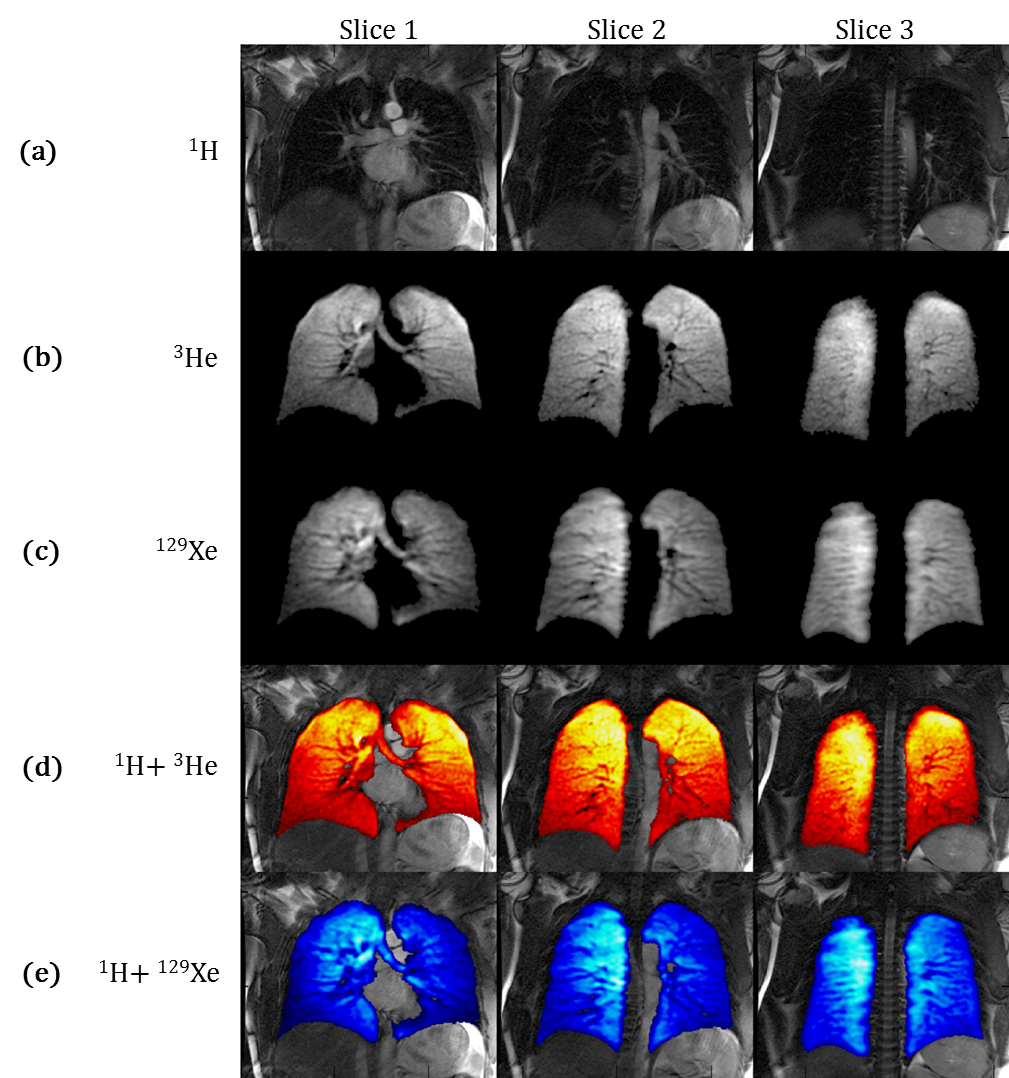 Slice 1 Slice 2 Slice 3
(a) ¹H
(b) ³He
(c) ¹²⁹Xe
(d) ¹H+ ³He
(e) ¹H+ ¹²⁹Xe